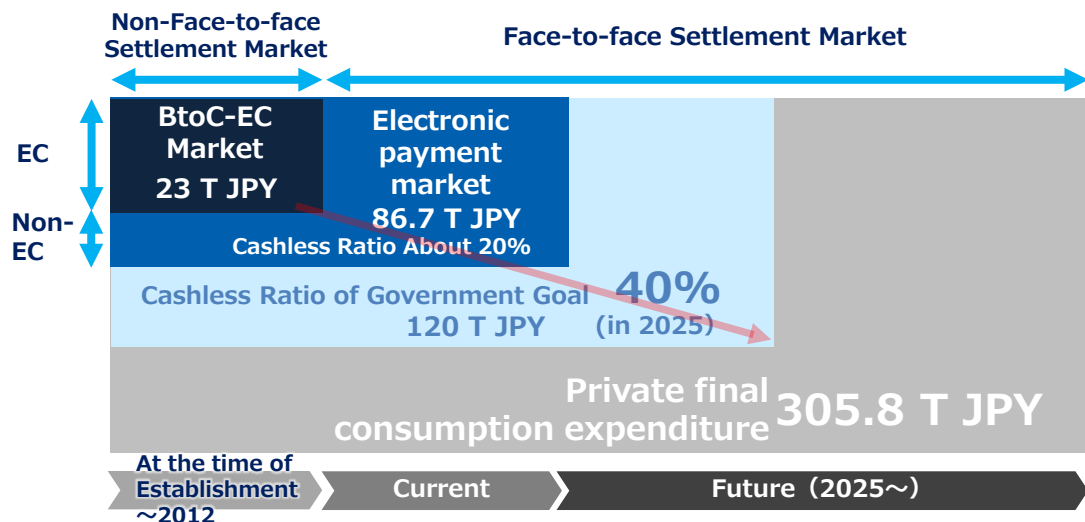 Non-Face-to-face
Settlement Market
Face-to-face Settlement Market
EC
Non-
EC
BtoC-EC
Market
23 T JPY
Electronic
payment
market
86.7 T JPY
Cashless Ratio About 20%
Cashless Ratio of Government Goal 40%
120 T JPY (in 2025）
Private final
consumption expenditure 305.8 T JPY
At the time of
Establishment
～2012
Current
Future（2025～）